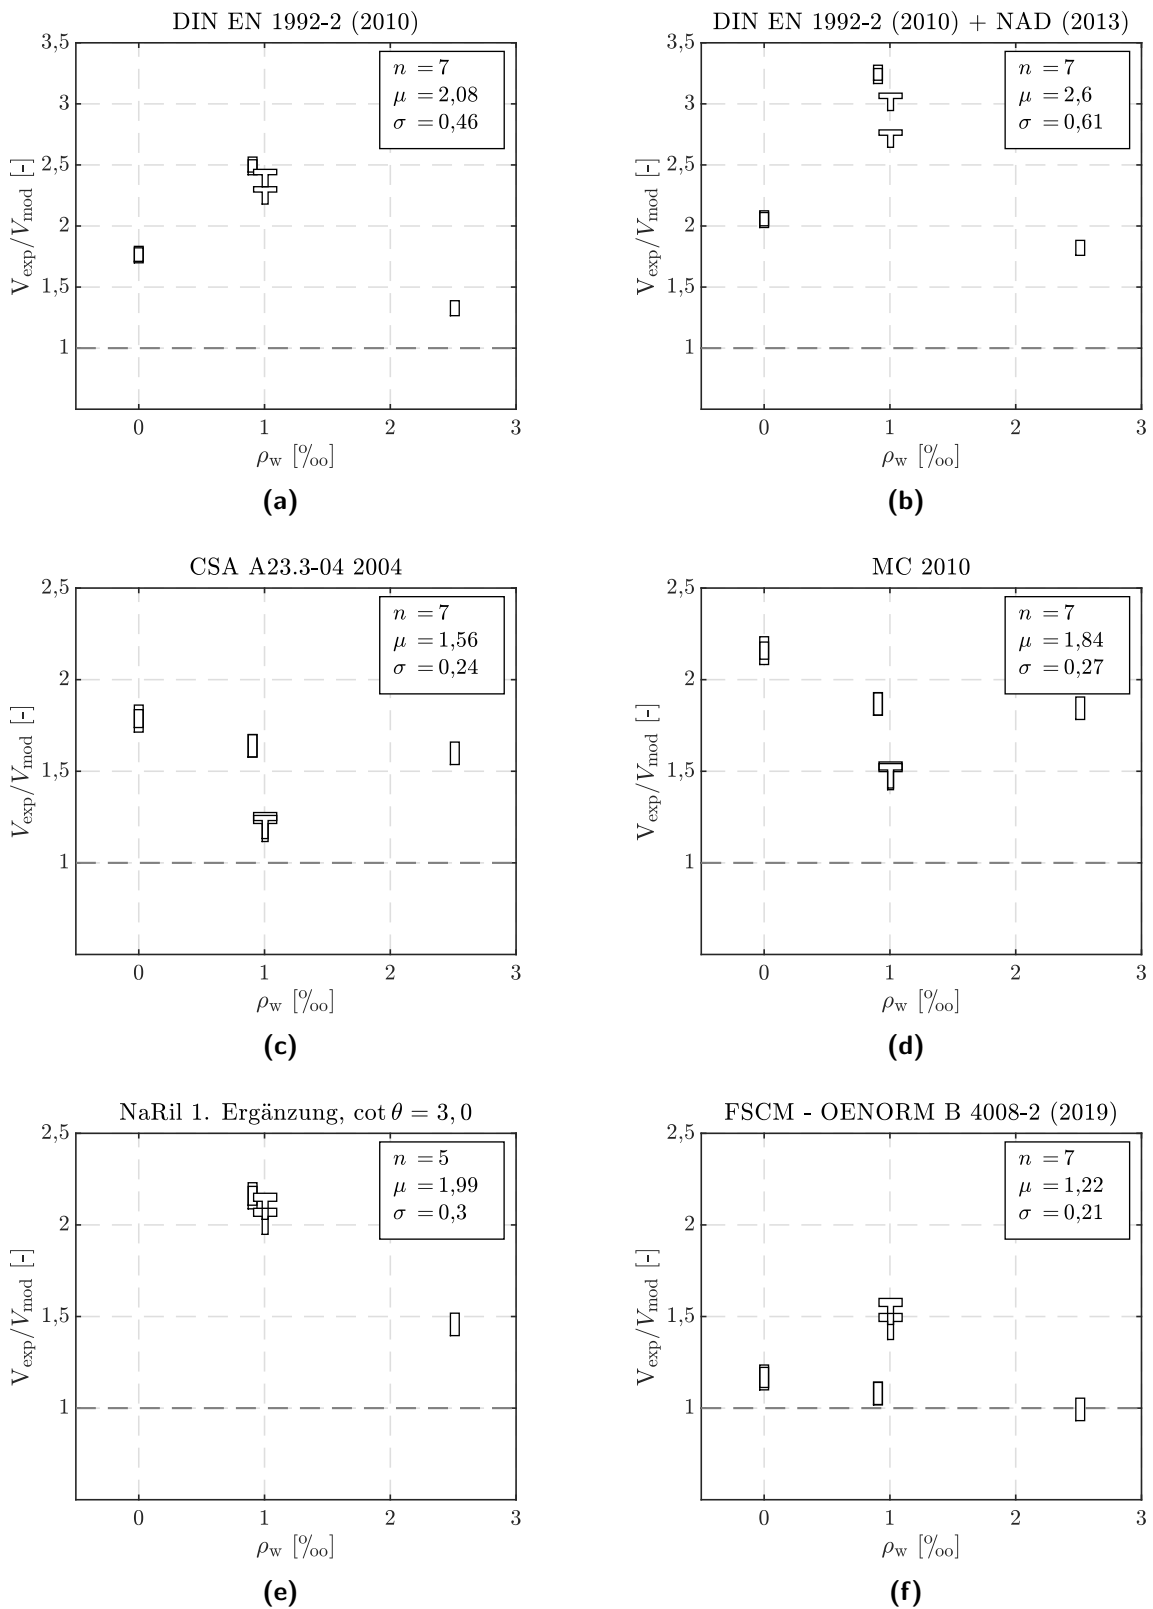 DIN EN 1992-2 (2010)
3,5
3
2,5
2
1,5
1
V_exp/V_mod [-]
n = 7
μ = 2,08
σ = 0,46
0 1 2 3
ρ_w [‰]
(a)
DIN EN 1992-2 (2010) + NAD (2013)
3,5
3
2,5
2
1,5
1
V_exp/V_mod [-]
n = 7
μ = 2,6
σ = 0,61
0 1 2 3
ρ_w [‰]
(b)
CSA A23.3-04 2004
2,5
2
1,5
1
V_exp/V_mod [-]
n = 7
μ = 1,56
σ = 0,24
0 1 2 3
ρ_w [‰]
(c)
MC 2010
2,5
2
1,5
1
V_exp/V_mod [-]
n = 7
μ = 1,84
σ = 0,27
0 1 2 3
ρ_w [‰]
(d)
NaRil 1. Ergänzung, cot θ = 3, 0
2,5
2
1,5
1
V_exp/V_mod [-]
n = 5
μ = 1,99
σ = 0,3
0 1 2 3
ρ_w [‰]
(e)
FSCM - OENORM B 4008-2 (2019)
2,5
2
1,5
1
V_exp/V_mod [-]
n = 7
μ = 1,22
σ = 0,21
0 1 2 3
ρ_w [‰]
(f)